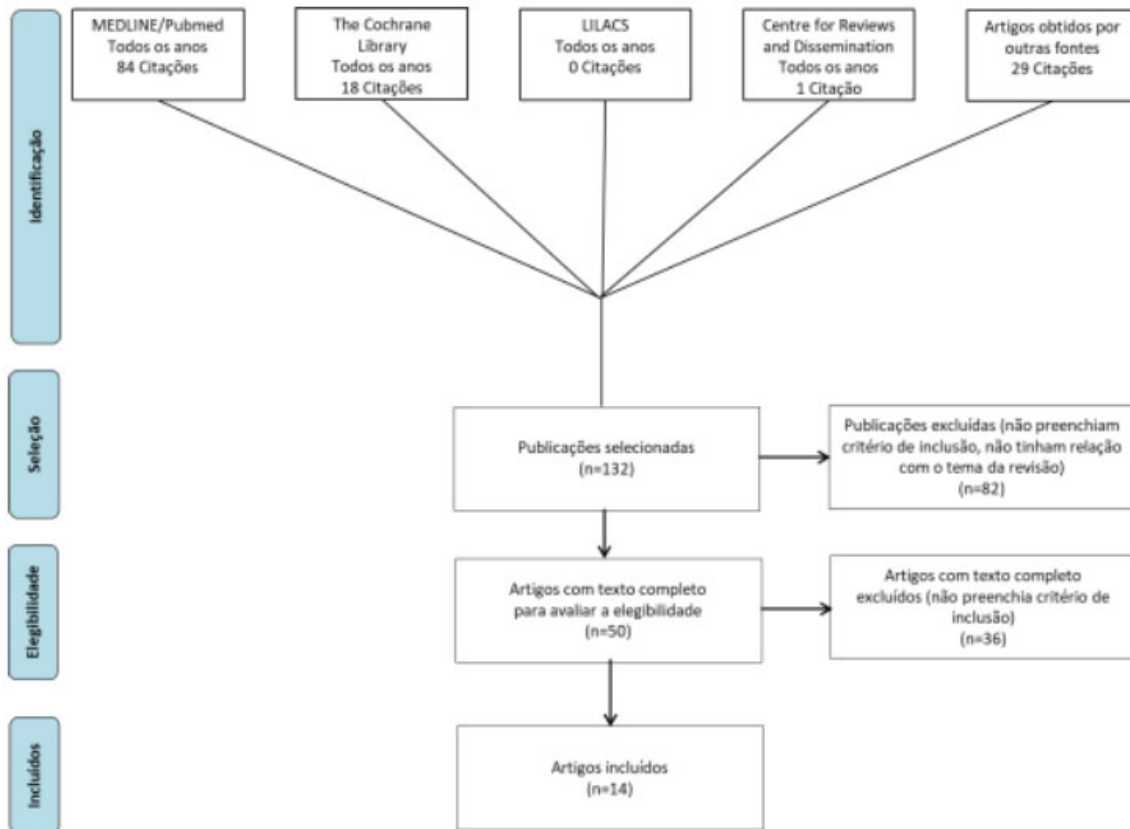 MEDLINE/Pubmed
Todos os anos
84 Citações
The Cochrane
Library
Todos os anos
18 Citações
LILACS
Todos os anos
0 Citações
Centre for Reviews
and Dissemination
Todos os anos
1 Citação
Artigos obtidos por
outras fontes
29 Citações
Identificação
Seleção
Publicações selecionadas
(n=132)
Publicações excluídas (não preenchiam
critério de inclusão, não tinham relação
com o tema da revisão)
(n=82)
Elegibilidade
Artigos com texto completo
para avaliar a elegibilidade
(n=50)
Artigos com texto completo
excluídos (não preenchia critério de
inclusão)
(n=36)
Incluídos
Artigos incluídos
(n=14)